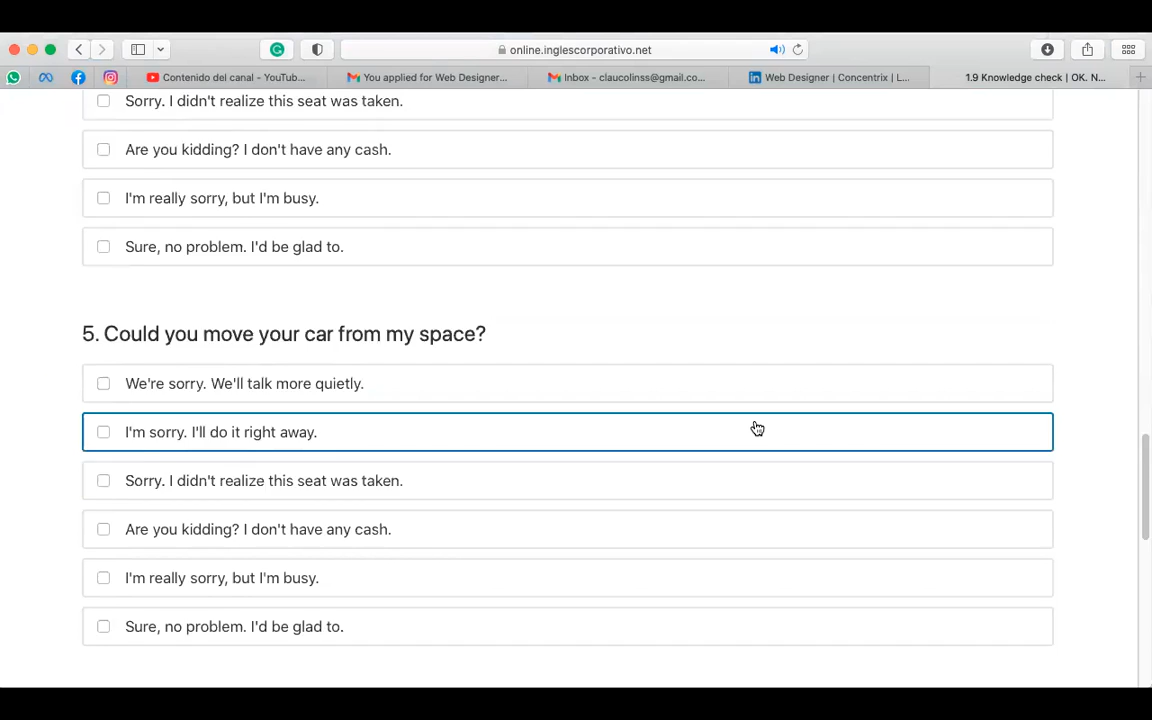 online.inglescorporativo.net
Contenido del canal - YouTub...
You applied for Web Designer...
Inbox - claucolinss@gmail.co...
Web Designer | Concentrix | L...
1.9 Knowledge check | OK. N...
Sorry. I didn't realize this seat was taken.
Are you kidding? I don't have any cash.
I'm really sorry, but I'm busy.
Sure, no problem. I'd be glad to.
5. Could you move your car from my space?
We're sorry. We'll talk more quietly.
I'm sorry. I'll do it right away.
Sorry. I didn't realize this seat was taken.
Are you kidding? I don't have any cash.
I'm really sorry, but I'm busy.
Sure, no problem. I'd be glad to.